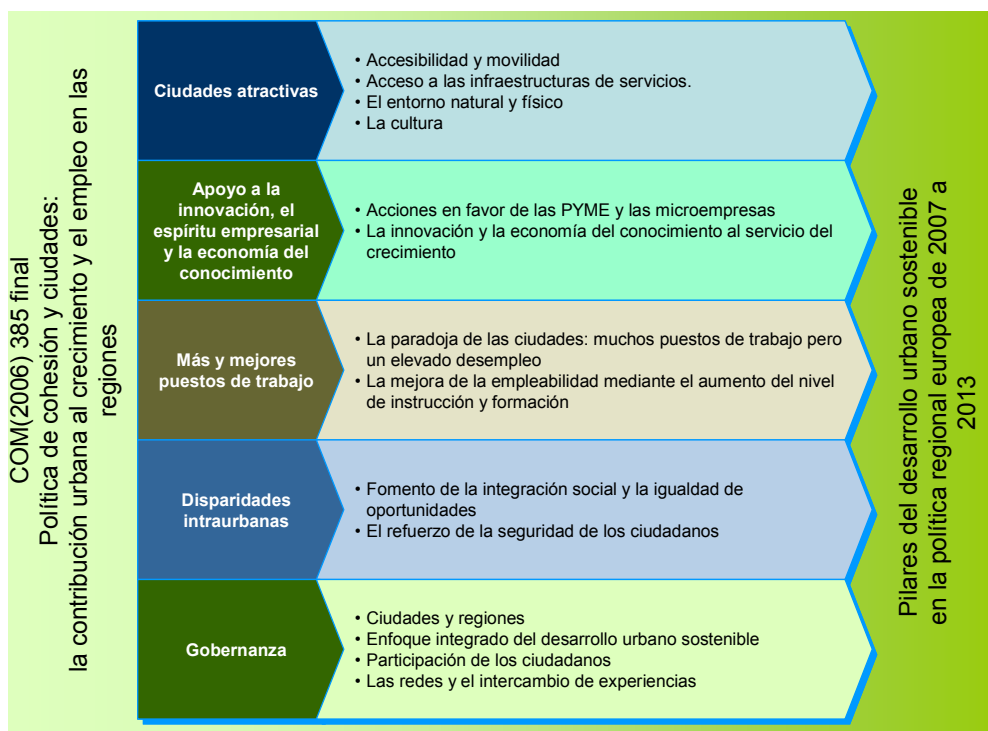 COM(2006) 385 final
Política de cohesión y ciudades:
la contribución urbana al crecimiento y el empleo en las
regiones
Ciudades atractivas
• Accesibilidad y movilidad
• Acceso a las infraestructuras de servicios.
• El entorno natural y físico
• La cultura
Apoyo a la
innovación, el
espíritu empresarial
y la economía del
conocimiento
• Acciones en favor de las PYME y las microempresas
• La innovación y la economía del conocimiento al servicio del
crecimiento
Más y mejores
puestos de trabajo
• La paradoja de las ciudades: muchos puestos de trabajo pero
un elevado desempleo
• La mejora de la empleabilidad mediante el aumento del nivel
de instrucción y formación
Disparidades
intraurbanas
• Fomento de la integración social y la igualdad de
oportunidades
• El refuerzo de la seguridad de los ciudadanos
Gobernanza
• Ciudades y regiones
• Enfoque integrado del desarrollo urbano sostenible
• Participación de los ciudadanos
• Las redes y el intercambio de experiencias
Pilares del desarrollo urbano sostenible
en la política regional europea de 2007 a
2013